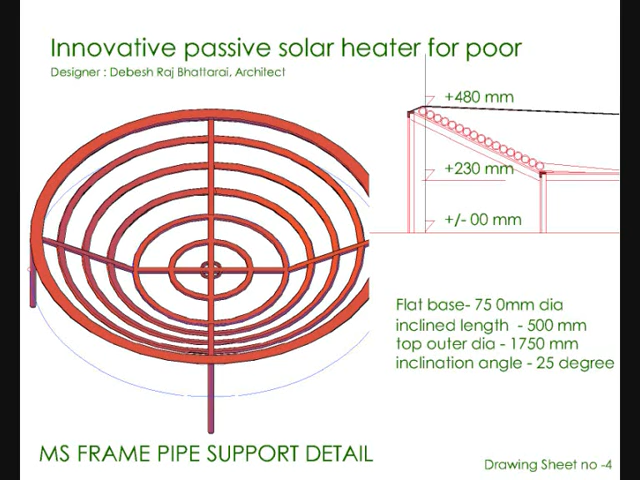 Innovative passive solar heater for poor
Designer : Debesh Raj Bhattarai, Architect
+480 mm
+230 mm
+/- 00 mm
Flat base- 75 0mm dia
inclined length - 500 mm
top outer dia - 1750 mm
inclination angle - 25 degree
MS FRAME PIPE SUPPORT DETAIL
Drawing Sheet no -4